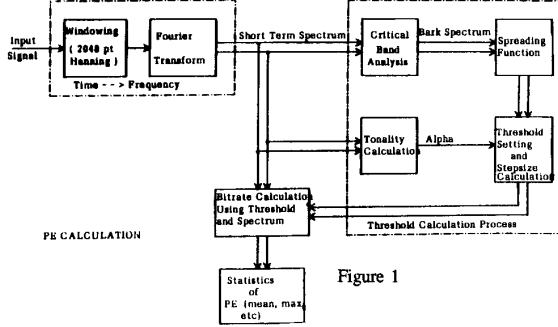 Input
Signal
Windowing
( 2048 pt
Hanning )
Fourier
Transform
Time --> Frequency
Short Term Spectrum
Critical
Band
Analysis
Bark Spectrum
Spreading
Function
Tonality
Calculation
Alpha
Threshold
Setting
and
Stepsize
Calculation
Bitrate Calculation
Using Threshold
and Spectrum
Threshold Calculation Process
PE CALCULATION
Statistics
of
PE (mean, max,
etc)
Figure 1